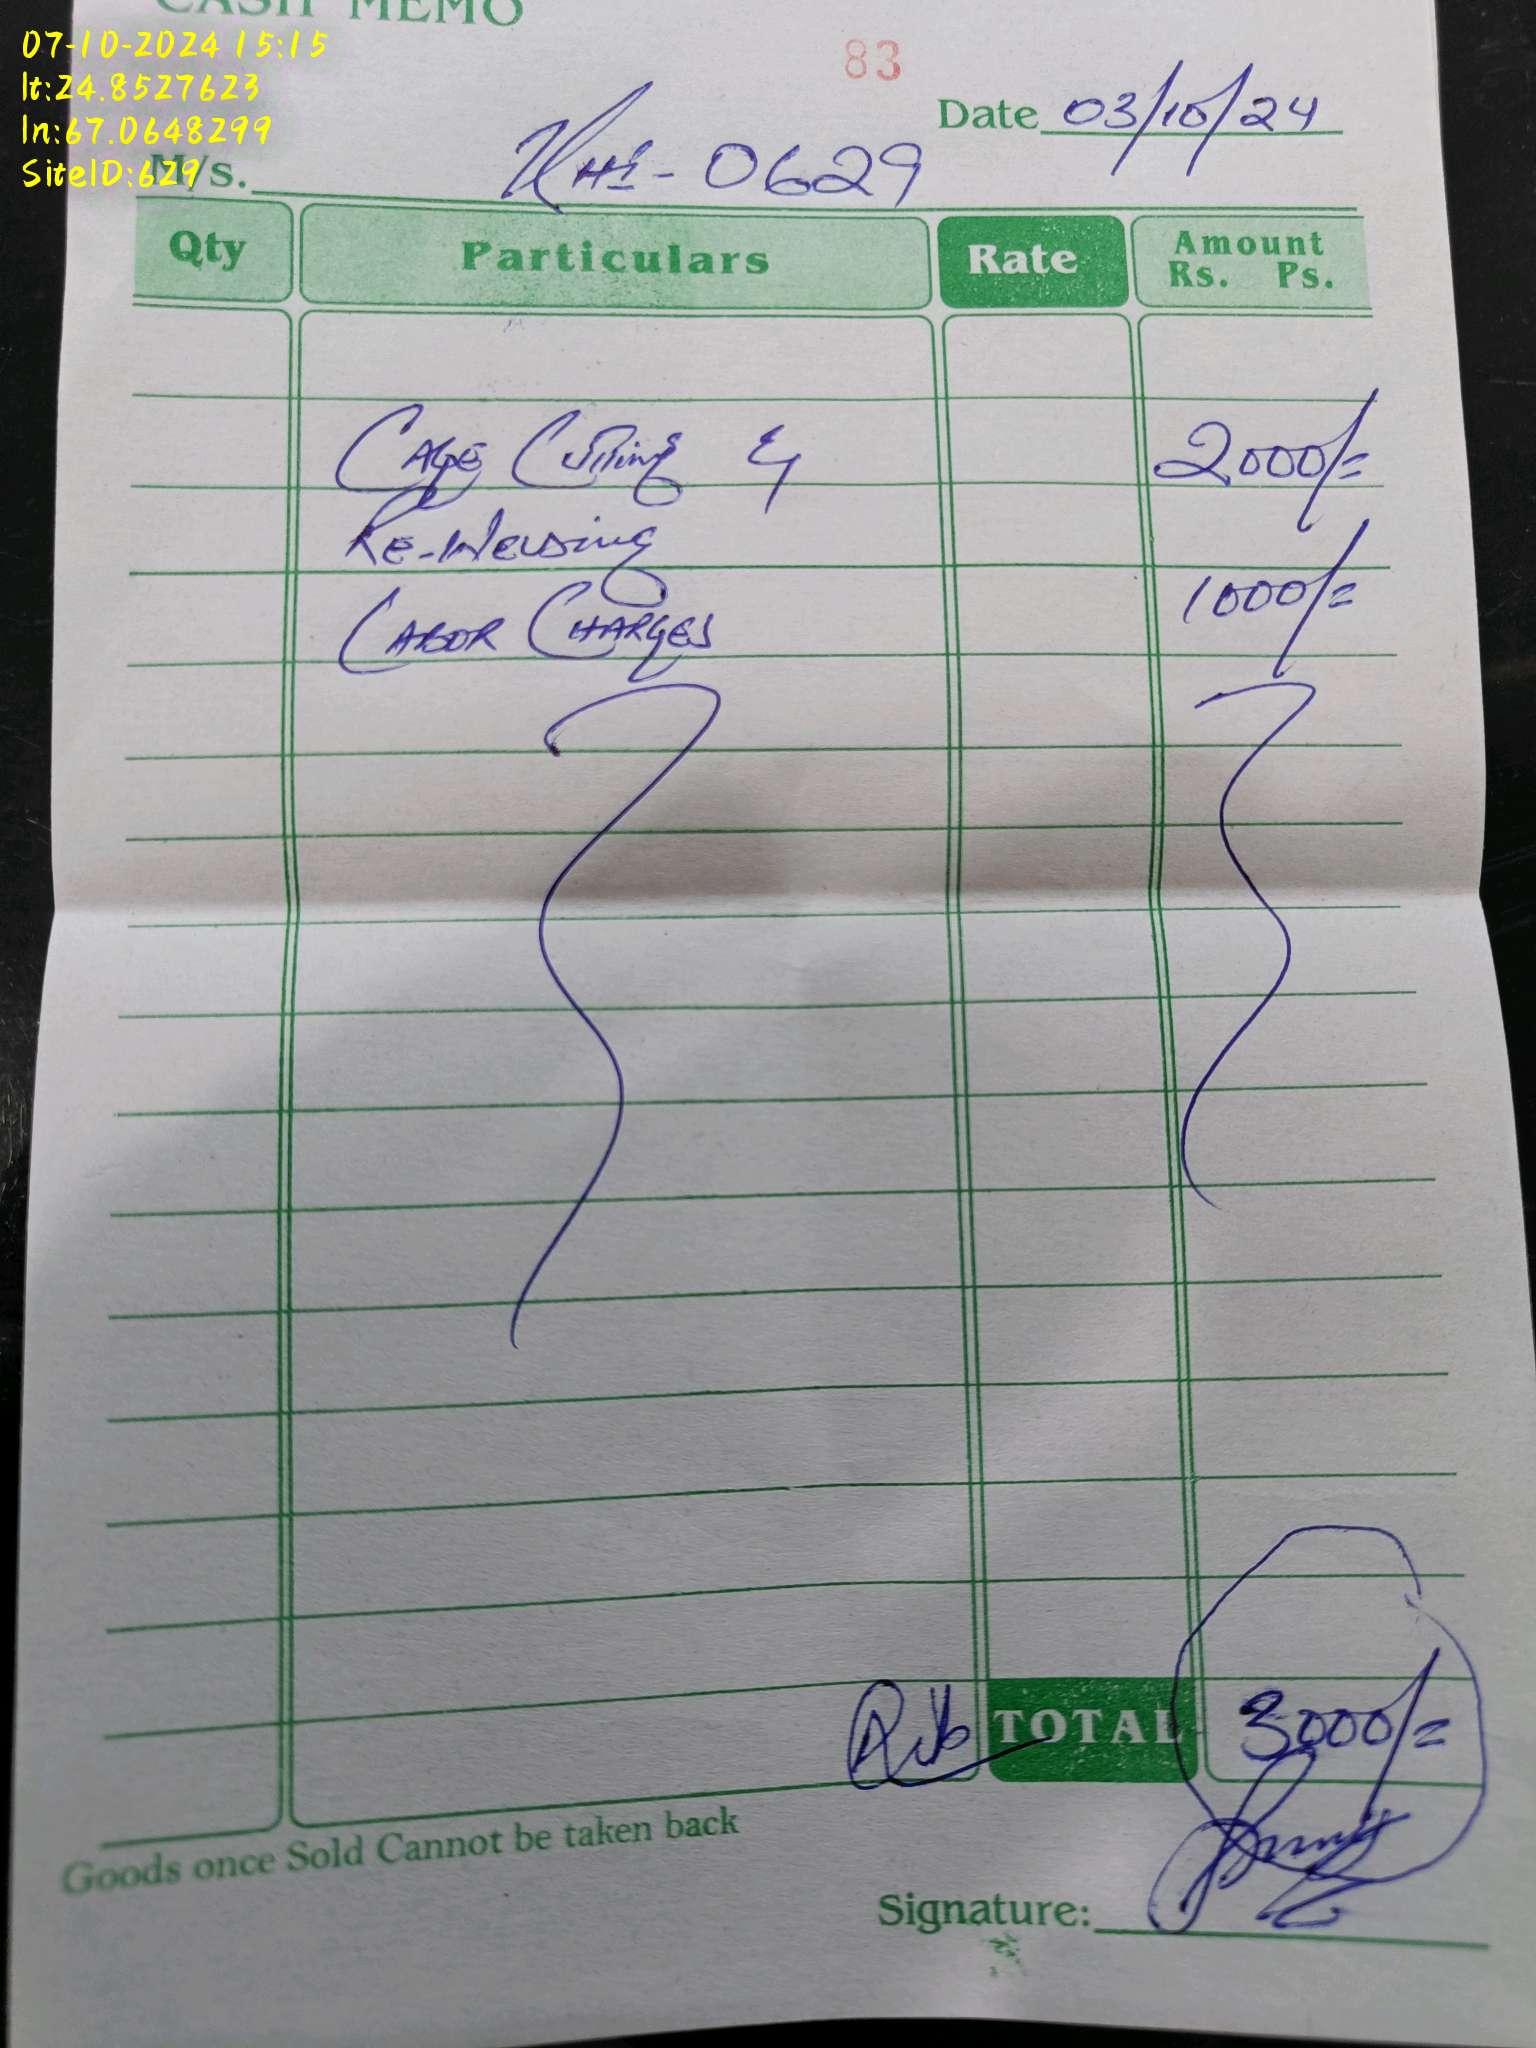 CASH MEMO
07-10-2024 15:15
lt:24.8527623
ln:67.0648299
SiteID:629
83
Date 03/10/24
M/s. KHI-0629
Qty Particulars Rate Amount Rs. Ps.
Cage Cutting & 2000/=
Re-Welding
Labor Charges 1000/=
TOTAL 3000/=
Goods once Sold Cannot be taken back
Signature: